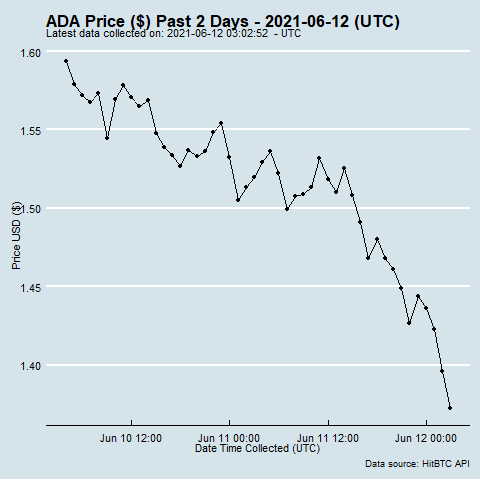 ADA Price ($) Past 2 Days - 2021-06-12 (UTC)
Latest data collected on: 2021-06-12 03:02:52  - UTC
1.60
1.55
1.50
1.45
1.40
Price USD ($)
Jun 10 12:00
Jun 11 00:00
Jun 11 12:00
Jun 12 00:00
Date Time Collected (UTC)
Data source: HitBTC API